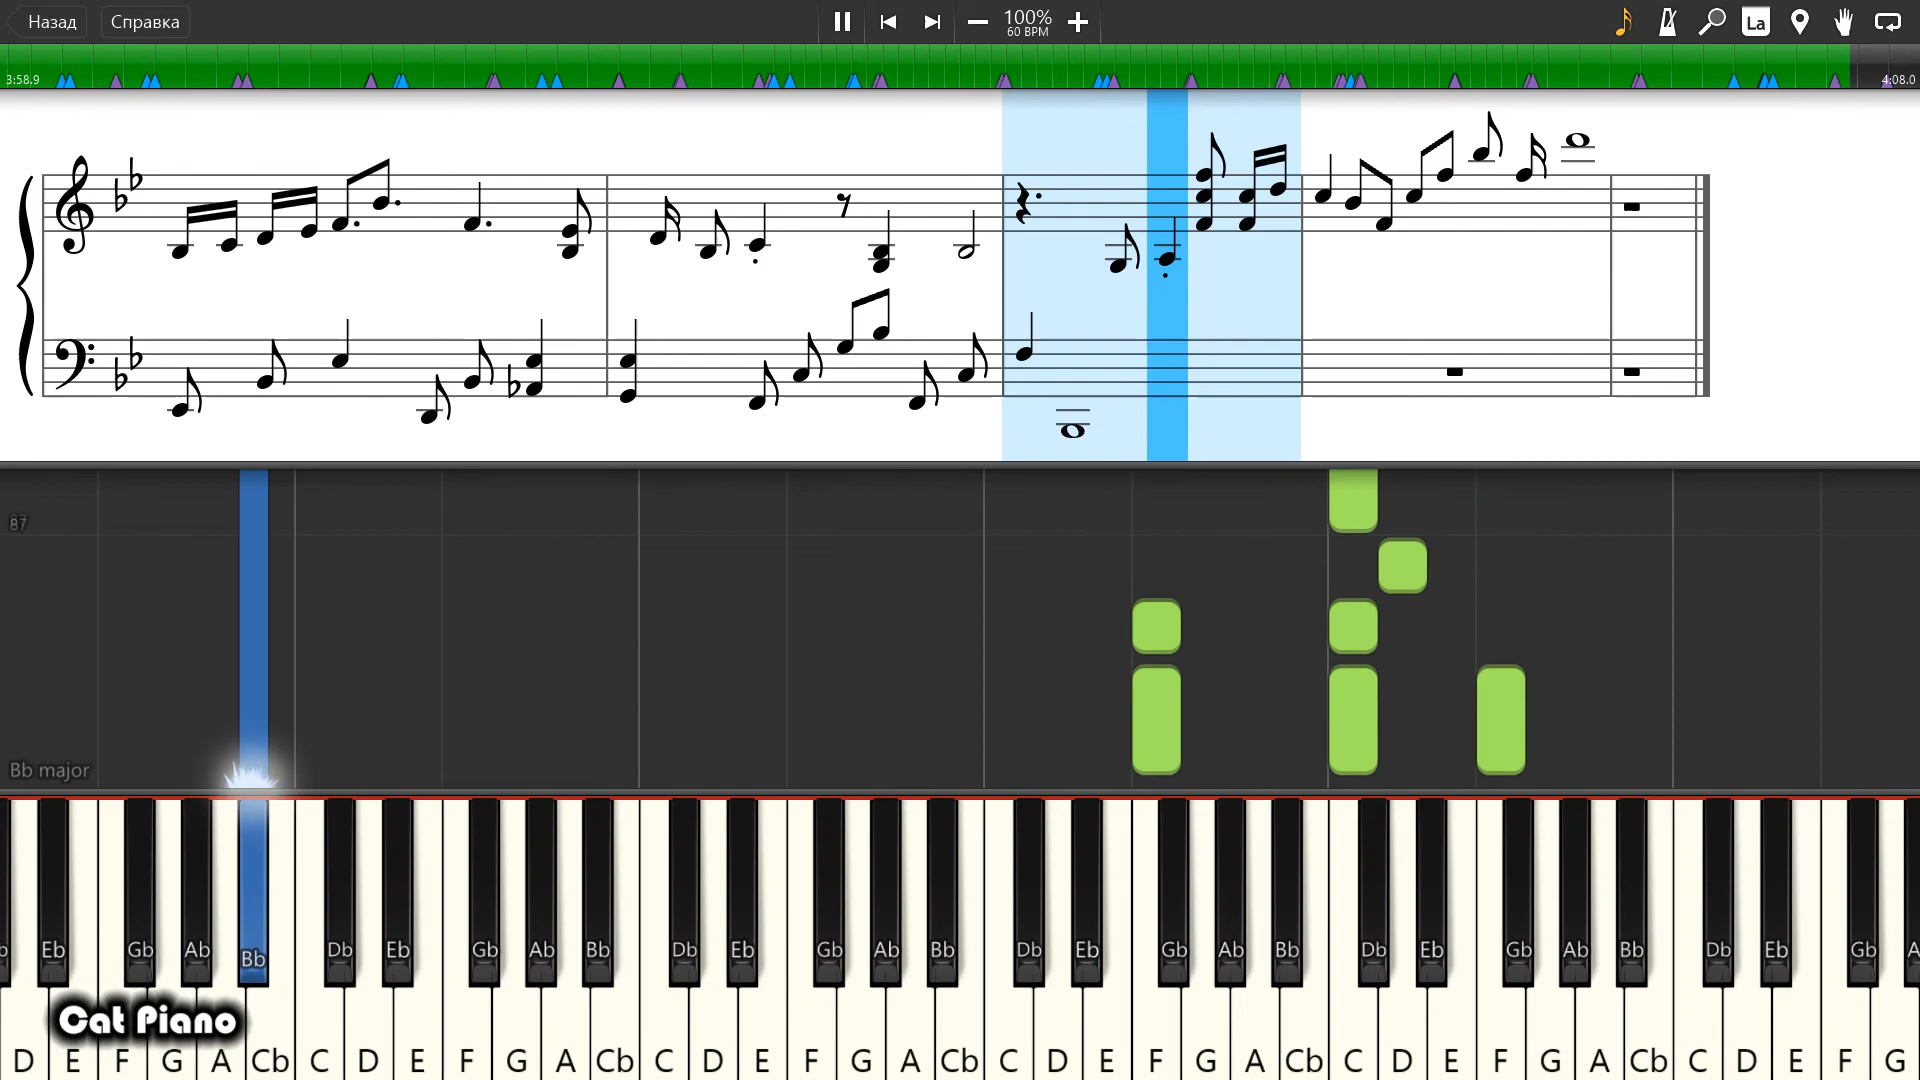 Назад
Справка
100%
60 BPM
La
3:58.9
4:08.0
87
Bb major
Eb Gb Ab Bb Db Eb Gb Ab Bb Db Eb Gb Ab Bb Db Eb Gb Ab Bb Db Eb Gb Ab Bb Db Eb Gb
Cat Piano
D E F G A Cb C D E F G A Cb C D E F G A Cb C D E F G A Cb C D E F G A Cb C D E F G